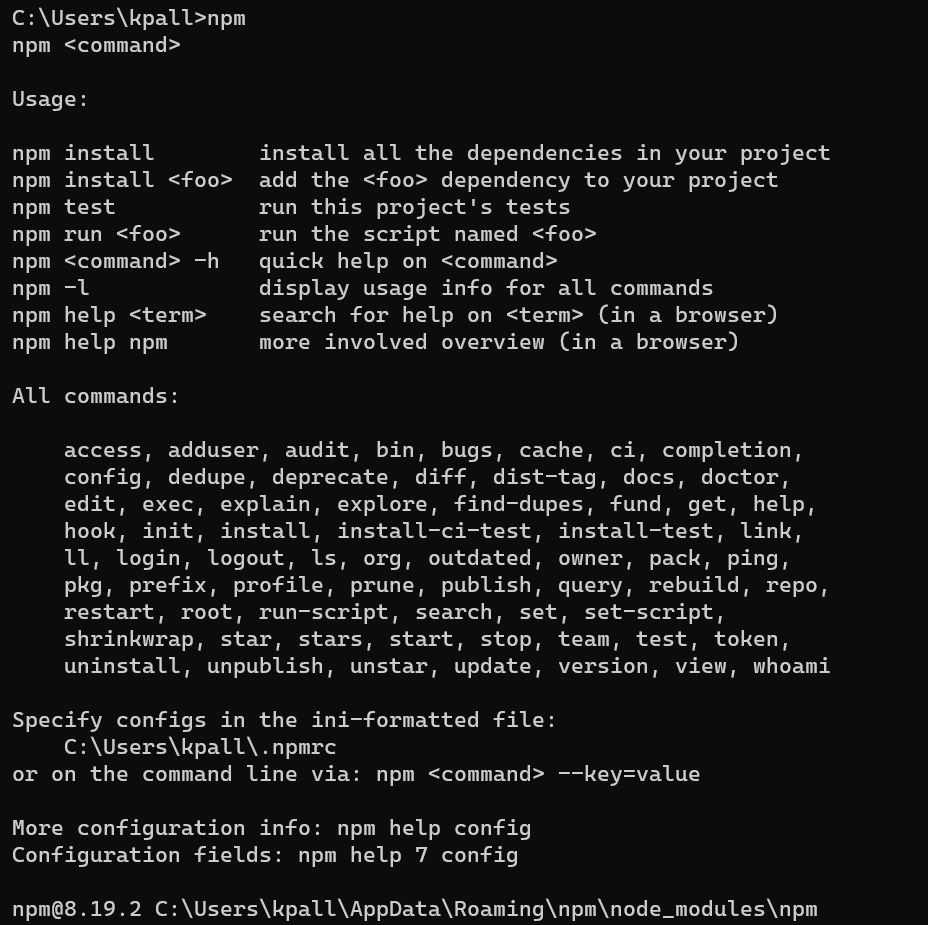 C:\Users\kpall>npm
npm <command>

Usage:

npm install        install all the dependencies in your project
npm install <foo>  add the <foo> dependency to your project
npm test           run this project's tests
npm run <foo>      run the script named <foo>
npm <command> -h   quick help on <command>
npm -l             display usage info for all commands
npm help <term>    search for help on <term> (in a browser)
npm help npm       more involved overview (in a browser)

All commands:

    access, adduser, audit, bin, bugs, cache, ci, completion,
    config, dedupe, deprecate, diff, dist-tag, docs, doctor,
    edit, exec, explain, explore, find-dupes, fund, get, help,
    hook, init, install, install-ci-test, install-test, link,
    ll, login, logout, ls, org, outdated, owner, pack, ping,
    pkg, prefix, profile, prune, publish, query, rebuild, repo,
    restart, root, run-script, search, set, set-script,
    shrinkwrap, star, stars, start, stop, team, test, token,
    uninstall, unpublish, unstar, update, version, view, whoami

Specify configs in the ini-formatted file:
    C:\Users\kpall\.npmrc
or on the command line via: npm <command> --key=value

More configuration info: npm help config
Configuration fields: npm help 7 config

npm@8.19.2 C:\Users\kpall\AppData\Roaming\npm\node_modules\npm